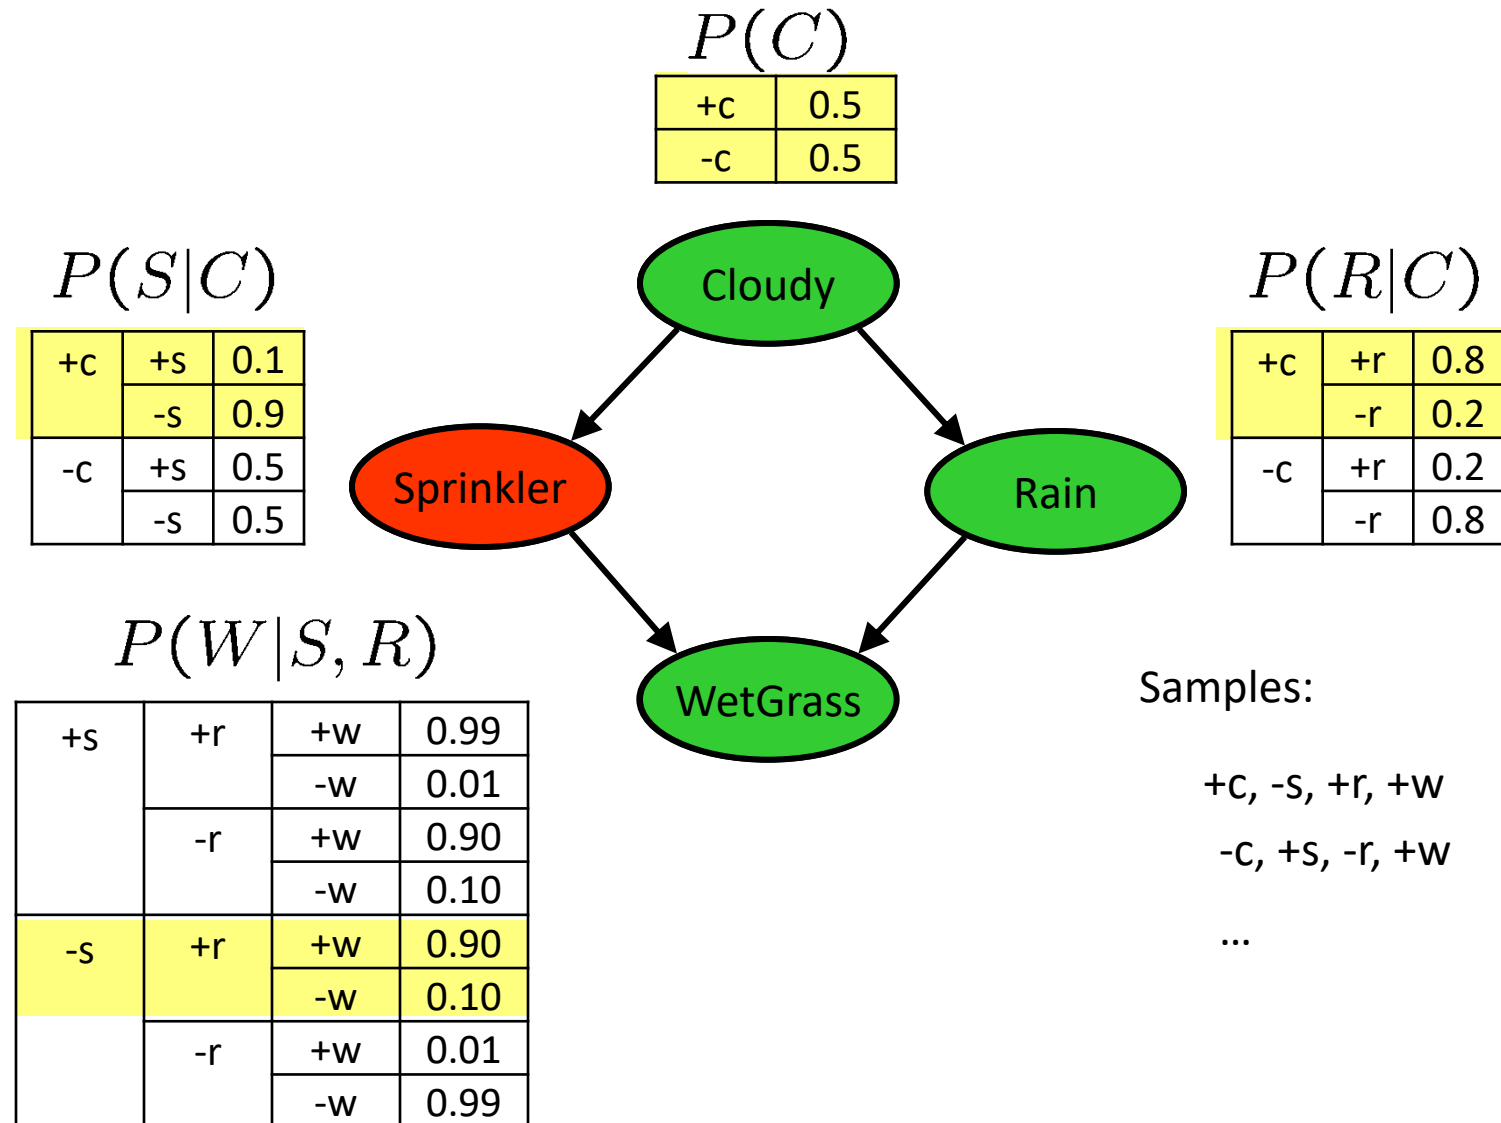 P(C)
+c 0.5
-c 0.5
P(S|C)
+c +s 0.1
-s 0.9
-c +s 0.5
-s 0.5
Cloudy
P(R|C)
+c +r 0.8
-r 0.2
-c +r 0.2
-r 0.8
Sprinkler
Rain
P(W|S,R)
+s +r +w 0.99
-w 0.01
-r +w 0.90
-w 0.10
-s +r +w 0.90
-w 0.10
-r +w 0.01
-w 0.99
WetGrass
Samples:
+c, -s, +r, +w
-c, +s, -r, +w
...